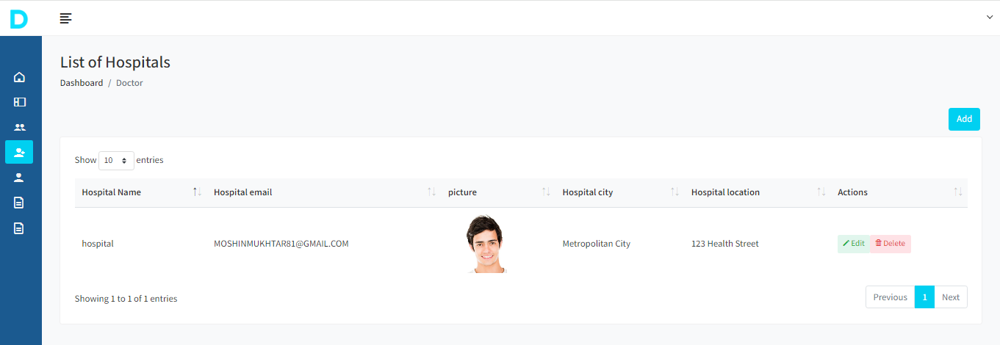 D
List of Hospitals
Dashboard / Doctor
Add
Show 10 entries
Hospital Name Hospital email picture Hospital city Hospital location Actions
hospital MOSHINMUKHTAR81@GMAIL.COM Metropolitan City 123 Health Street Edit Delete
Showing 1 to 1 of 1 entries
Previous 1 Next